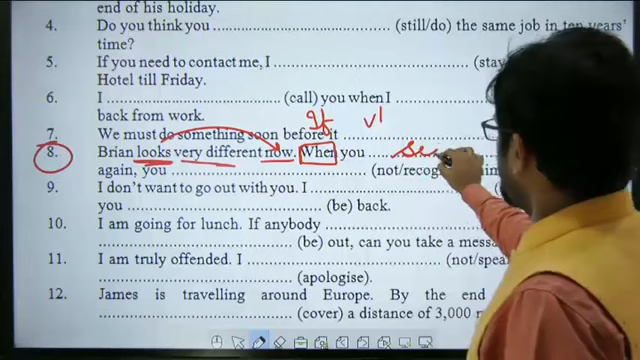 end of his holiday.
4. Do you think you ........................................ (still/do) the same job in ten years'
time?
5. If you need to contact me, I ........................................ (stay
Hotel till Friday.
6. I ........................................ (call) you when I ....................
back from work.
If V1
7. We must do something soon before it ........................................
8. Brian looks very different now. When you ........ see
again, you ........................................ (not/recog him
9. I don't want to go out with you. I ........................................
you ........................................ (be) back.
10. I am going for lunch. If anybody ........................................
........................................ (be) out, can you take a messa
11. I am truly offended. I ........................................ (not/spea
........................................ (apologise).
12. James is travelling around Europe. By the end
........................................ (cover) a distance of 3,000